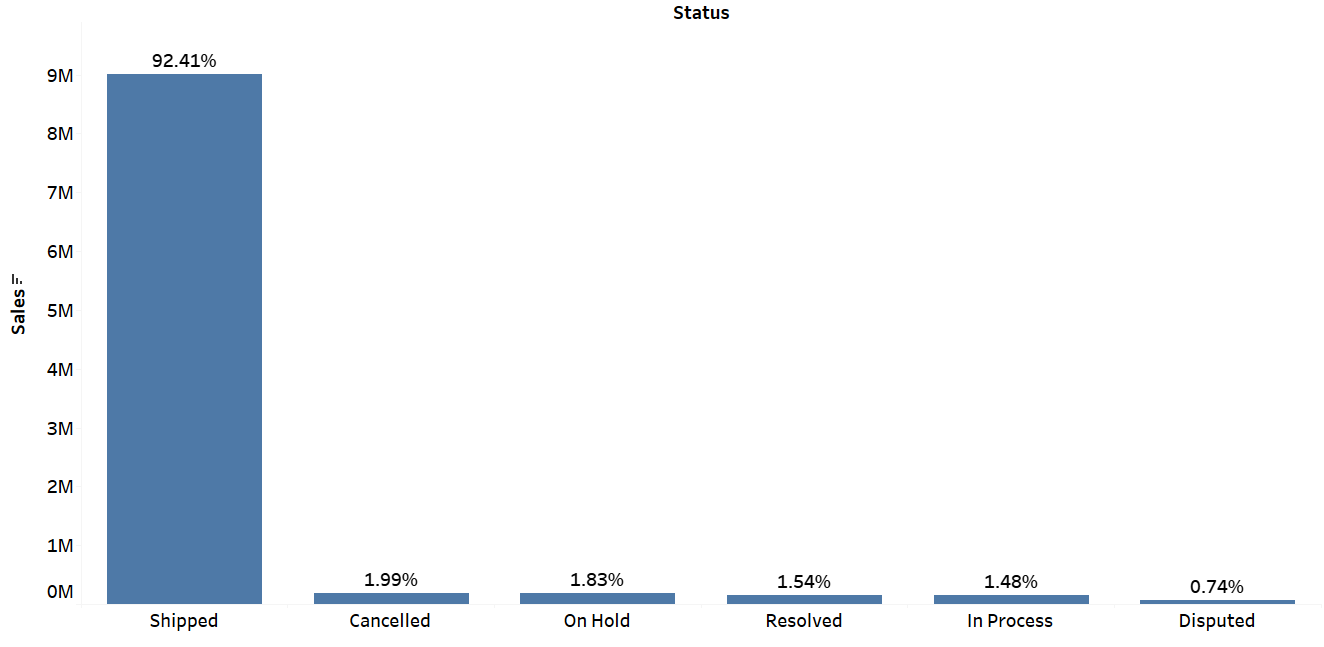 Status
92.41%
9M
8M
7M
6M
5M
4M
3M
2M
1M
0M
Sales
1.99%
1.83%
1.54%
1.48%
0.74%
Shipped
Cancelled
On Hold
Resolved
In Process
Disputed